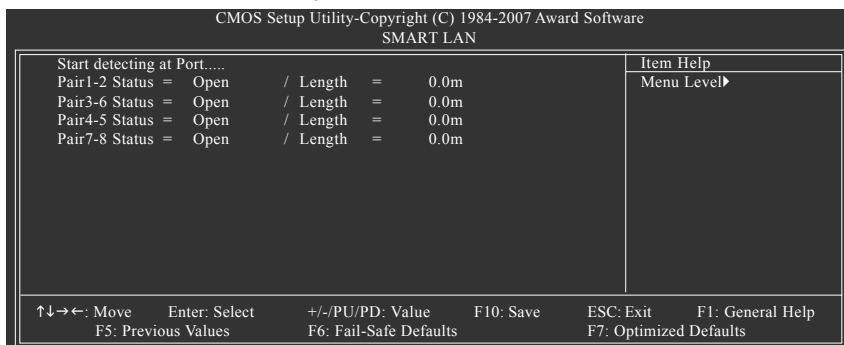 CMOS Setup Utility-Copyright (C) 1984-2007 Award Software
SMART LAN
Start detecting at Port.....
Pair1-2 Status = Open / Length = 0.0m
Pair3-6 Status = Open / Length = 0.0m
Pair4-5 Status = Open / Length = 0.0m
Pair7-8 Status = Open / Length = 0.0m
Item Help
Menu Level▶
↑↓→←: Move Enter: Select +/-/PU/PD: Value F10: Save ESC: Exit F1: General Help
F5: Previous Values F6: Fail-Safe Defaults F7: Optimized Defaults